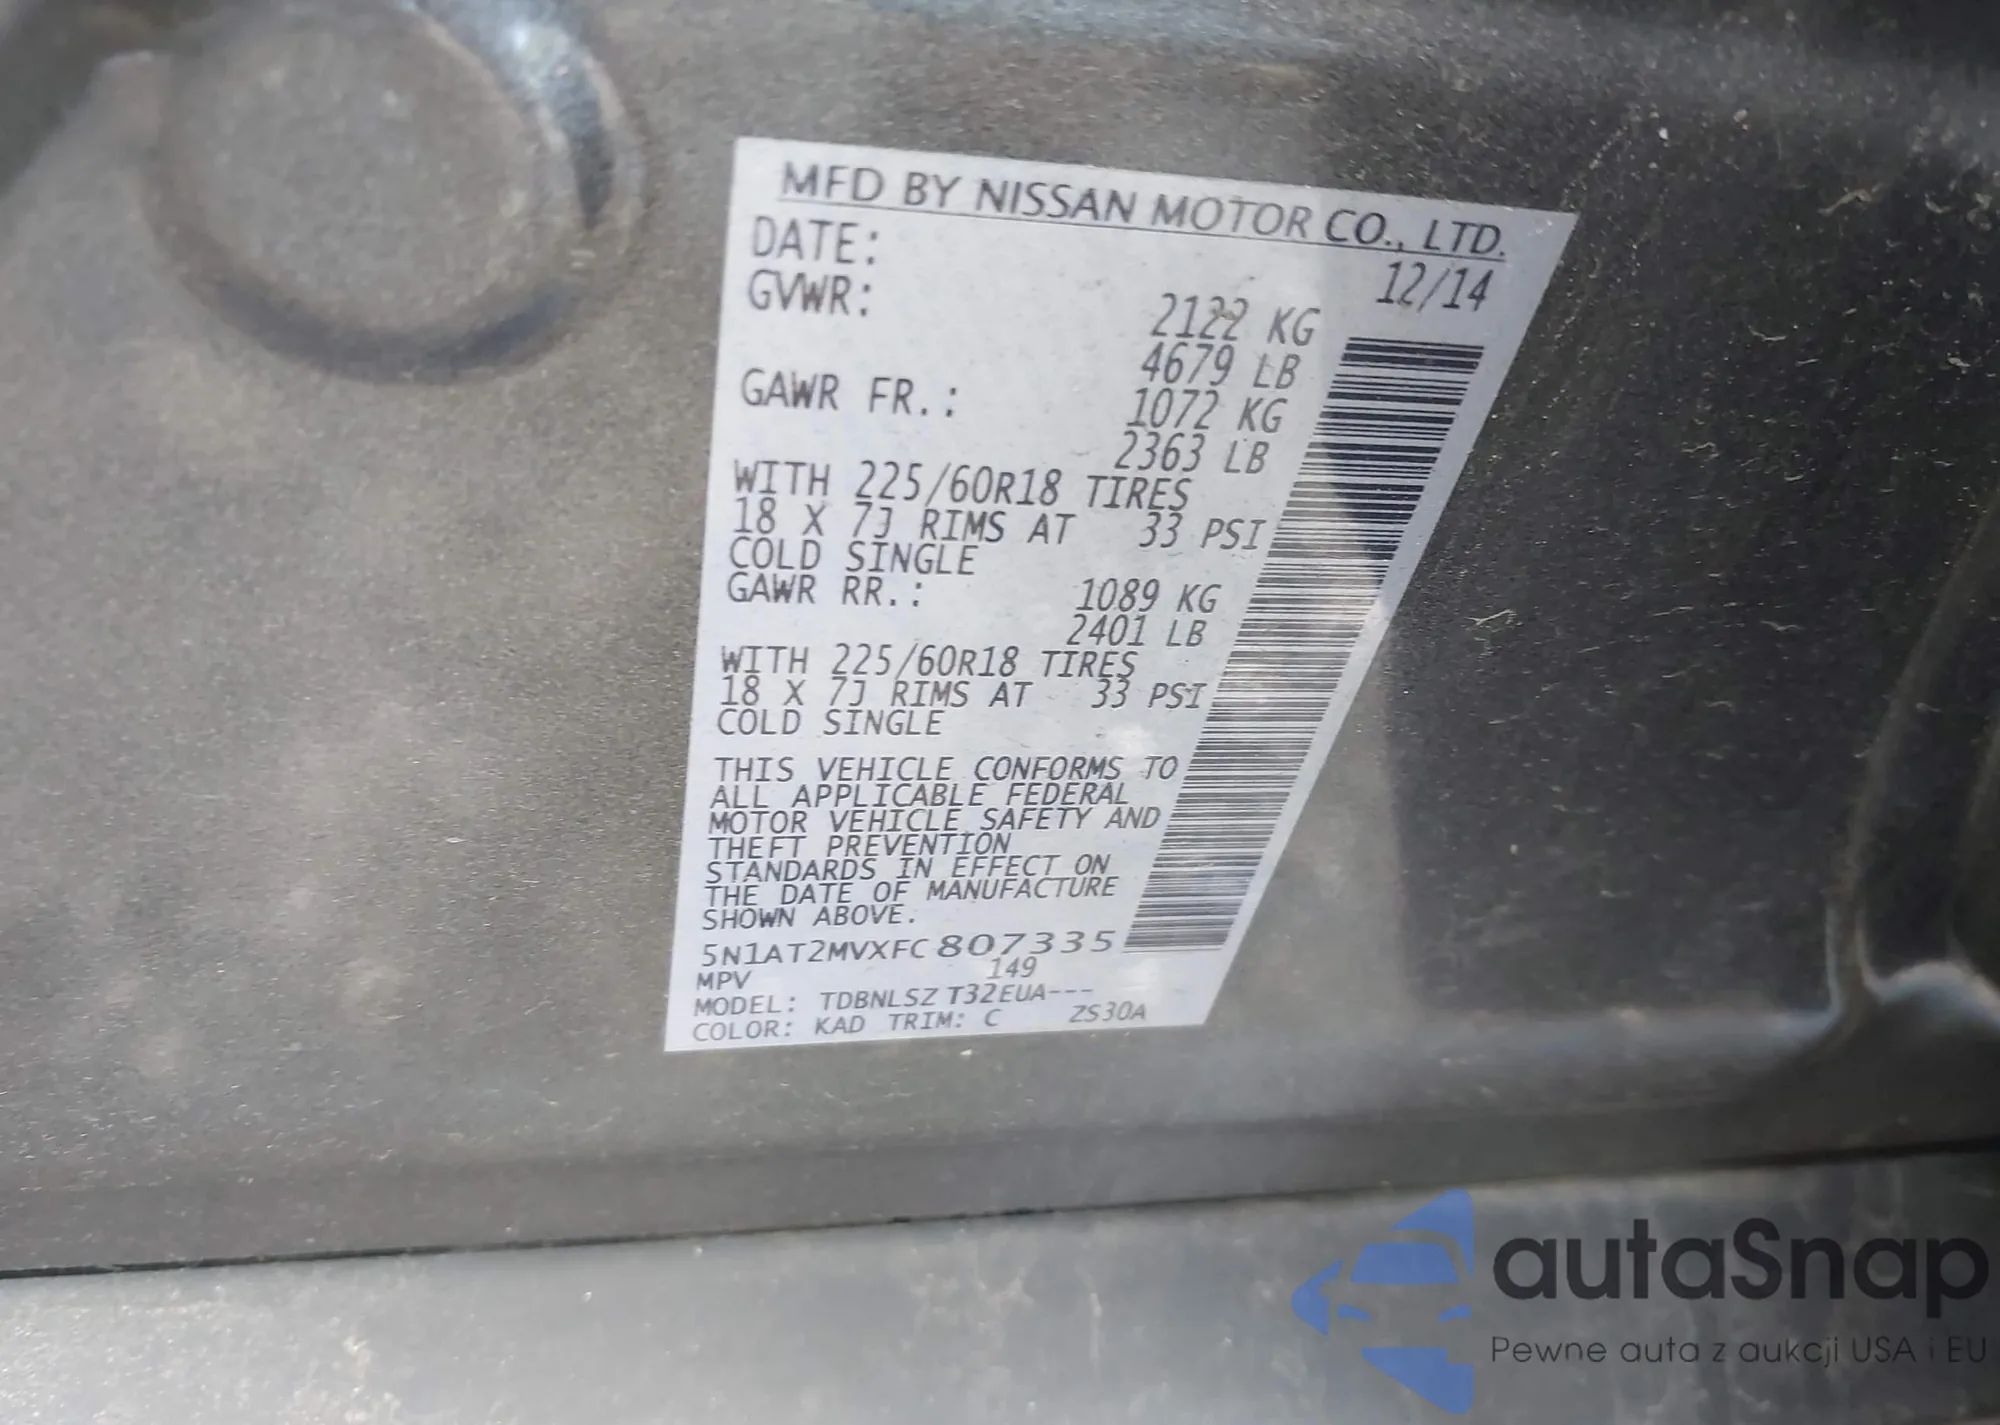 MFD BY NISSAN MOTOR CO., LTD.
DATE: 12/14
GVWR: 2122 KG
4679 LB
GAWR FR.: 1072 KG
2363 LB
WITH 225/60R18 TIRES
18 X 7J RIMS AT 33 PSI
COLD SINGLE
GAWR RR.: 1089 KG
2401 LB
WITH 225/60R18 TIRES
18 X 7J RIMS AT 33 PSI
COLD SINGLE
THIS VEHICLE CONFORMS TO
ALL APPLICABLE FEDERAL
MOTOR VEHICLE SAFETY AND
THEFT PREVENTION
STANDARDS IN EFFECT ON
THE DATE OF MANUFACTURE
SHOWN ABOVE.
5N1AT2MVXFC807335
MPV 149
MODEL: TDBNLSZ T32EUA---
COLOR: KAD TRIM: C ZS30A
autaSnap
Pewne auta z aukcji USA i EU